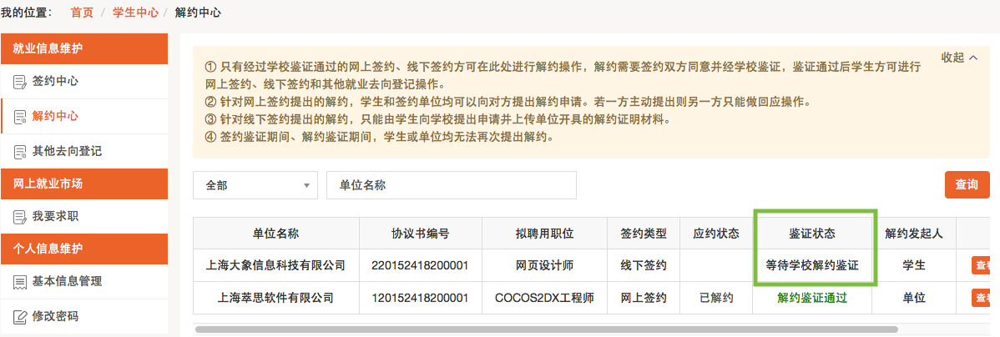 我的位置： 首页 / 学生中心 / 解约中心
就业信息维护
签约中心
解约中心
其他去向登记
网上就业市场
我要求职
个人信息维护
基本信息管理
修改密码
收起
① 只有经过学校鉴证通过的网上签约、线下签约方可在此处进行解约操作，解约需要签约双方同意并经学校鉴证，鉴证通过后学生方可进行
网上签约、线下签约和其他就业去向登记操作。
② 针对网上签约提出的解约，学生和签约单位均可以向对方提出解约申请。若一方主动提出则另一方只能做回应操作。
③ 针对线下签约提出的解约，只能由学生向学校提出申请并上传单位开具的解约证明材料。
④ 签约鉴证期间、解约鉴证期间，学生或单位均无法再次提出解约。
全部 单位名称 查询
单位名称 协议书编号 拟聘用职位 签约类型 应约状态 鉴证状态 解约发起人
上海大象信息科技有限公司 220152418200001 网页设计师 线下签约 等待学校解约鉴证 学生
上海萃思软件有限公司 120152418200001 COCOS2DX工程师 网上签约 已解约 解约鉴证通过 单位